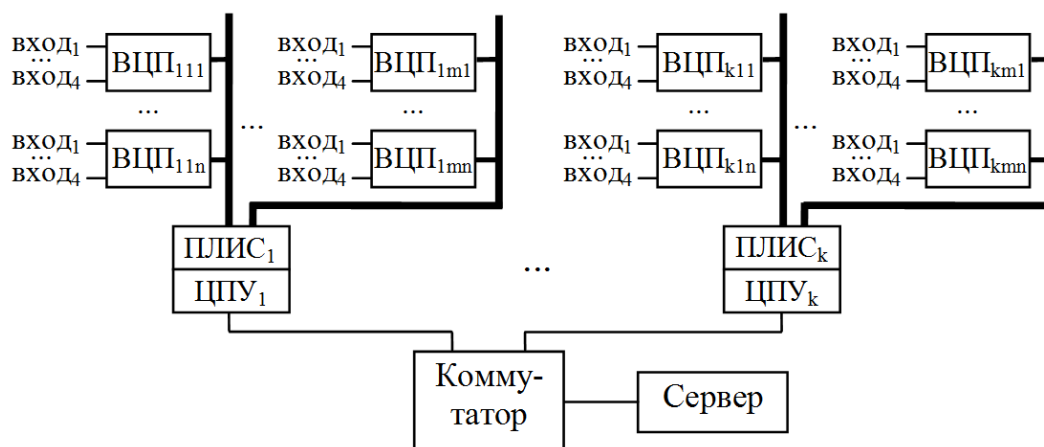 вход₁
...
вход₄
ВЦП₁₁₁
...
вход₁
...
вход₄
ВЦП₁₁ₙ
...
вход₁
...
вход₄
ВЦП₁ₘ₁
...
вход₁
...
вход₄
ВЦП₁ₘₙ
вход₁
...
вход₄
ВЦПₖ₁₁
...
вход₁
...
вход₄
ВЦПₖ₁ₙ
...
вход₁
...
вход₄
ВЦПₖₘ₁
...
вход₁
...
вход₄
ВЦПₖₘₙ
ПЛИС₁
ЦПУ₁
...
ПЛИСₖ
ЦПУₖ
Комму-
татор
Сервер